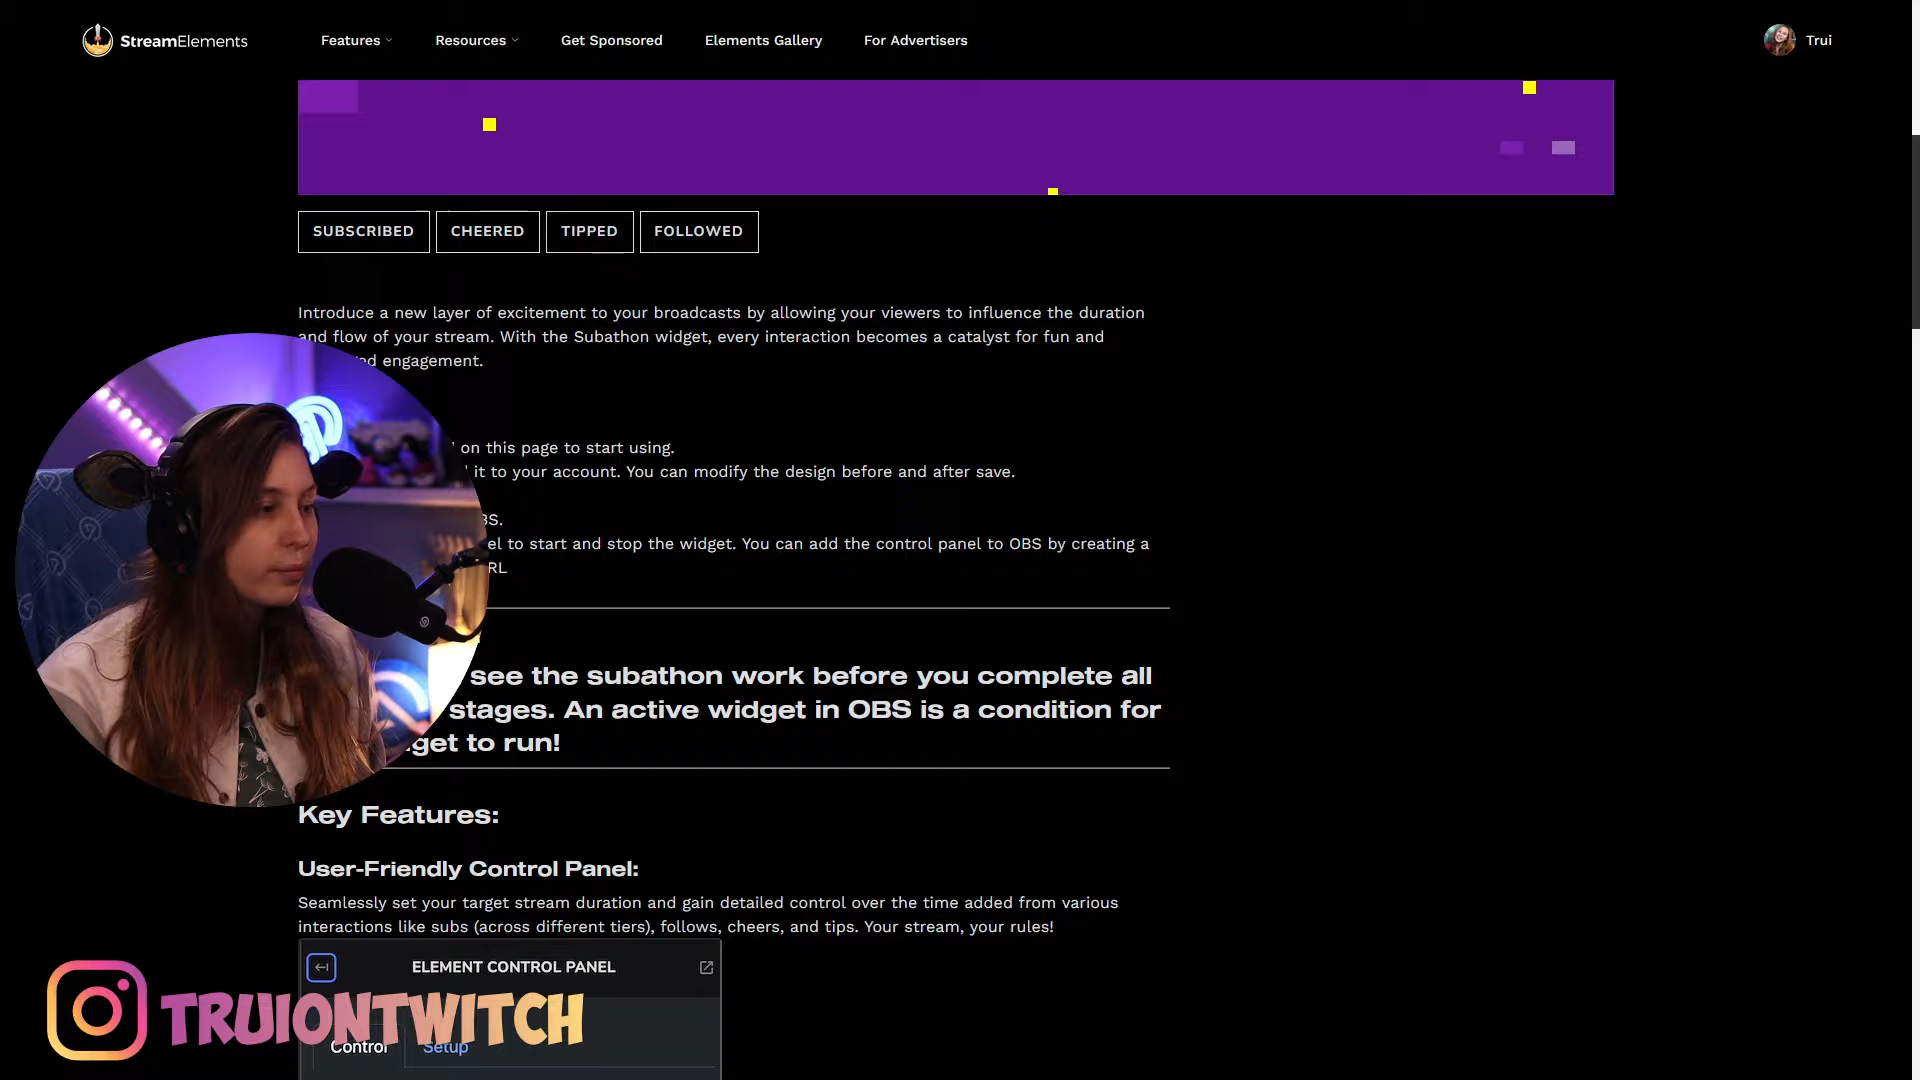 StreamElements
Features
Resources
Get Sponsored
Elements Gallery
For Advertisers
Trui
SUBSCRIBED
CHEERED
TIPPED
FOLLOWED
Introduce a new layer of excitement to your broadcasts by allowing your viewers to influence the duration
and flow of your stream. With the Subathon widget, every interaction becomes a catalyst for fun and
engagement.
on this page to start using.
it to your account. You can modify the design before and after save.
to start and stop the widget. You can add the control panel to OBS by creating a
see the subathon work before you complete all
stages. An active widget in OBS is a condition for
to run!
Key Features:
User-Friendly Control Panel:
Seamlessly set your target stream duration and gain detailed control over the time added from various
interactions like subs (across different tiers), follows, cheers, and tips. Your stream, your rules!
ELEMENT CONTROL PANEL
TRUIONTWITCH
Control
Setup